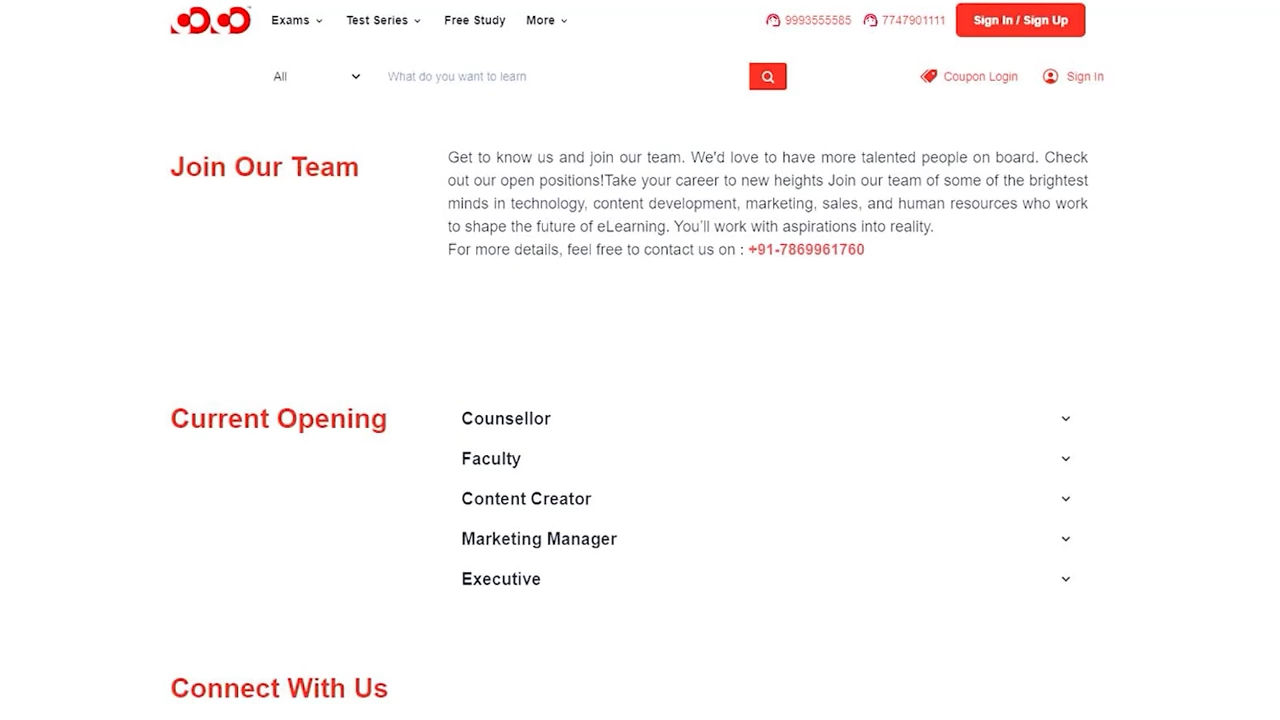 Exams
Test Series
Free Study
More
9993555585
7747901111
Sign In / Sign Up
All
What do you want to learn
Coupon Login
Sign In
Join Our Team
Get to know us and join our team. We'd love to have more talented people on board. Check
out our open positions!Take your career to new heights Join our team of some of the brightest
minds in technology, content development, marketing, sales, and human resources who work
to shape the future of eLearning. You'll work with aspirations into reality.
For more details, feel free to contact us on : +91-7869961760
Current Opening
Counsellor
Faculty
Content Creator
Marketing Manager
Executive
Connect With Us